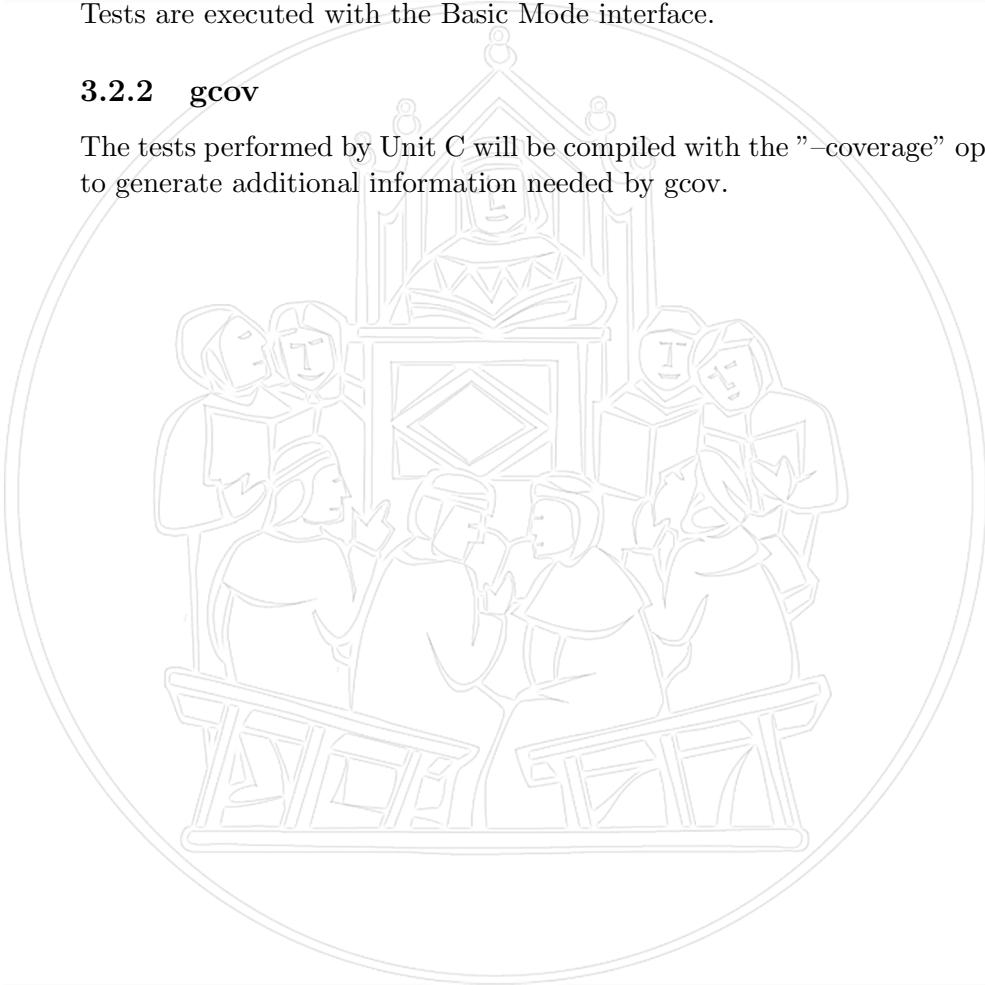 Tests are executed with the Basic Mode interface.
3.2.2 gcov
The tests performed by Unit C will be compiled with the ”–coverage” op
to generate additional information needed by gcov.